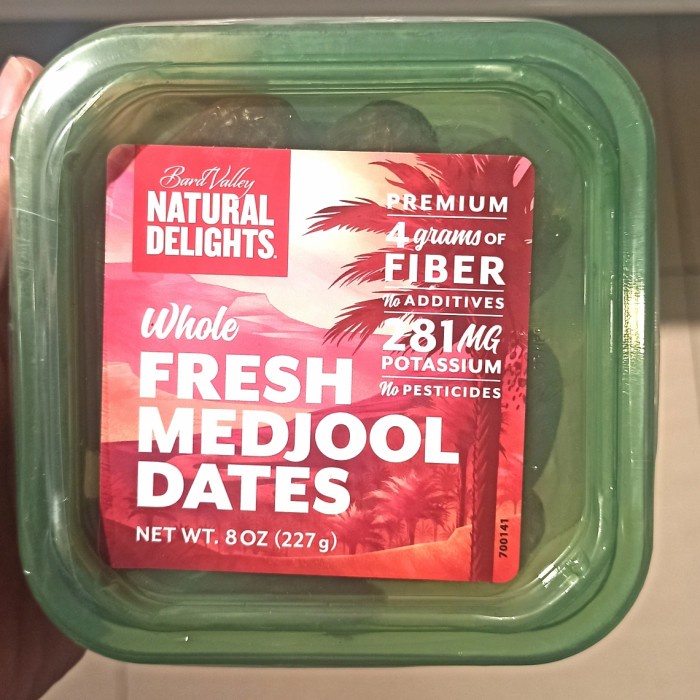 Bard Valley
NATURAL
DELIGHTS.
Whole
FRESH
MEDJOOL
DATES
NET WT. 8 OZ (227g)
PREMIUM
4 grams OF
FIBER
No ADDITIVES
281 MG
POTASSIUM
No PESTICIDES
700141